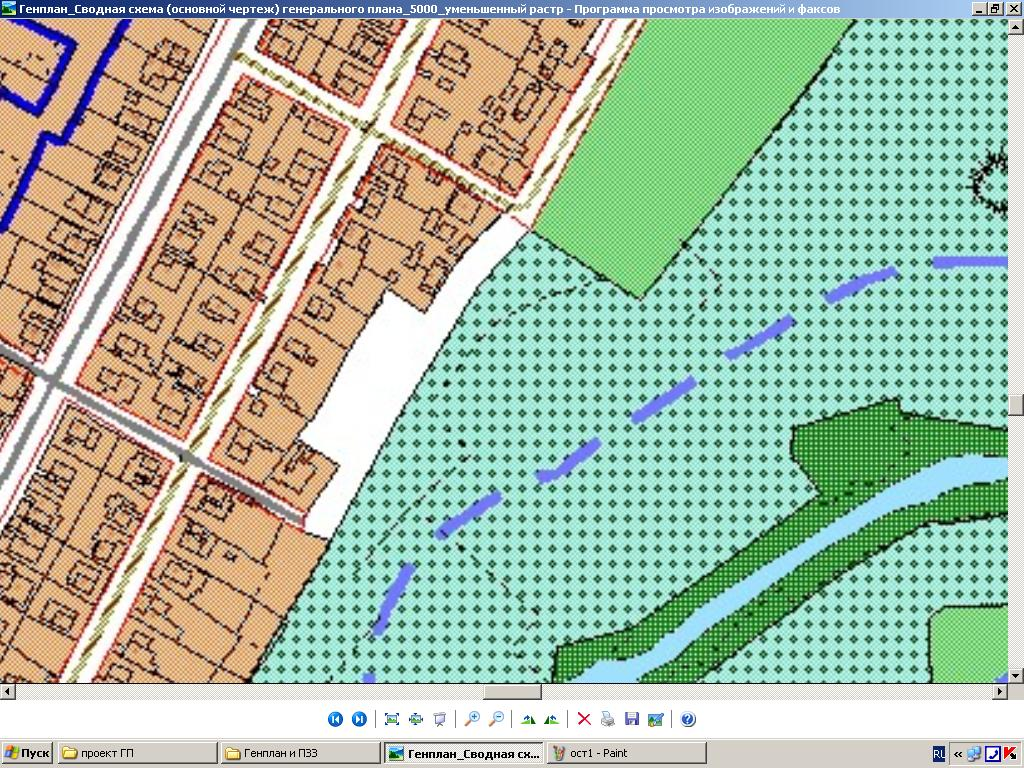 Генплан_Сводная схема (основной чертеж) генерального плана_5000_уменьшенный растр - Программа просмотра изображений и факсов
Пуск
проект ГП
Генплан и ПЗЗ
Генплан_Сводная сх...
ост1 - Paint
RL